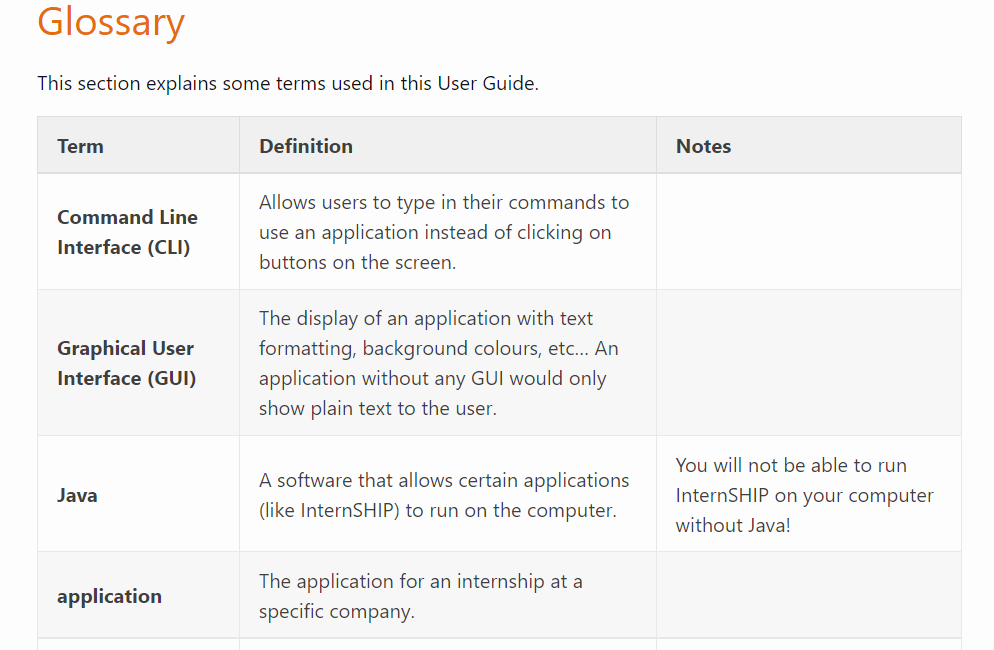 Glossary
This section explains some terms used in this User Guide.
Term
Definition
Notes
Command Line
Interface (CLI)
Allows users to type in their commands to
use an application instead of clicking on
buttons on the screen.
Graphical User
Interface (GUI)
The display of an application with text
formatting, background colours, etc… An
application without any GUI would only
show plain text to the user.
Java
A software that allows certain applications
(like InternSHIP) to run on the computer.
You will not be able to run
InternSHIP on your computer
without Java!
application
The application for an internship at a
specific company.